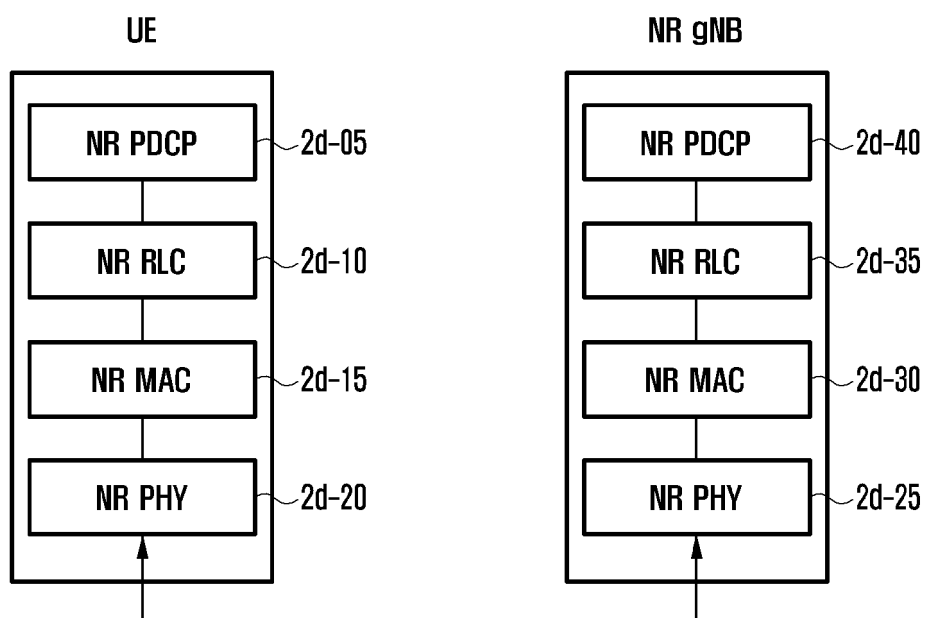 UE
NR gNB
NR PDCP 2d-05
NR PDCP 2d-40
NR RLC 2d-10
NR RLC 2d-35
NR MAC 2d-15
NR MAC 2d-30
NR PHY 2d-20
NR PHY 2d-25